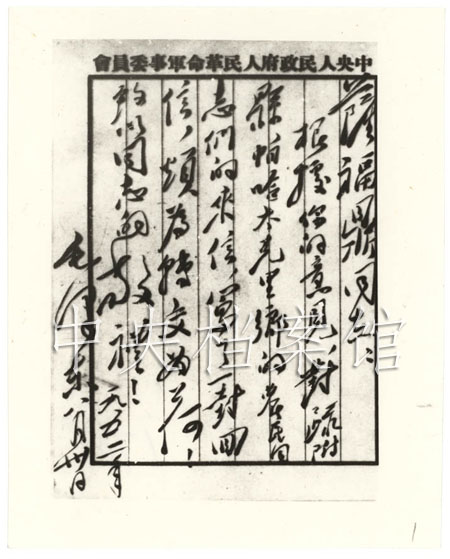 中央人民政府人民革命軍事委員會
賽福鼎同志：
根據你的意見，對疏附
縣帕哈太克里鄉的農民同
志們的來信，寫了一封回
信，煩為轉交為荷！
致以同志的敬禮！
毛澤東
一九五二年
八月卅日
中央档案馆
1